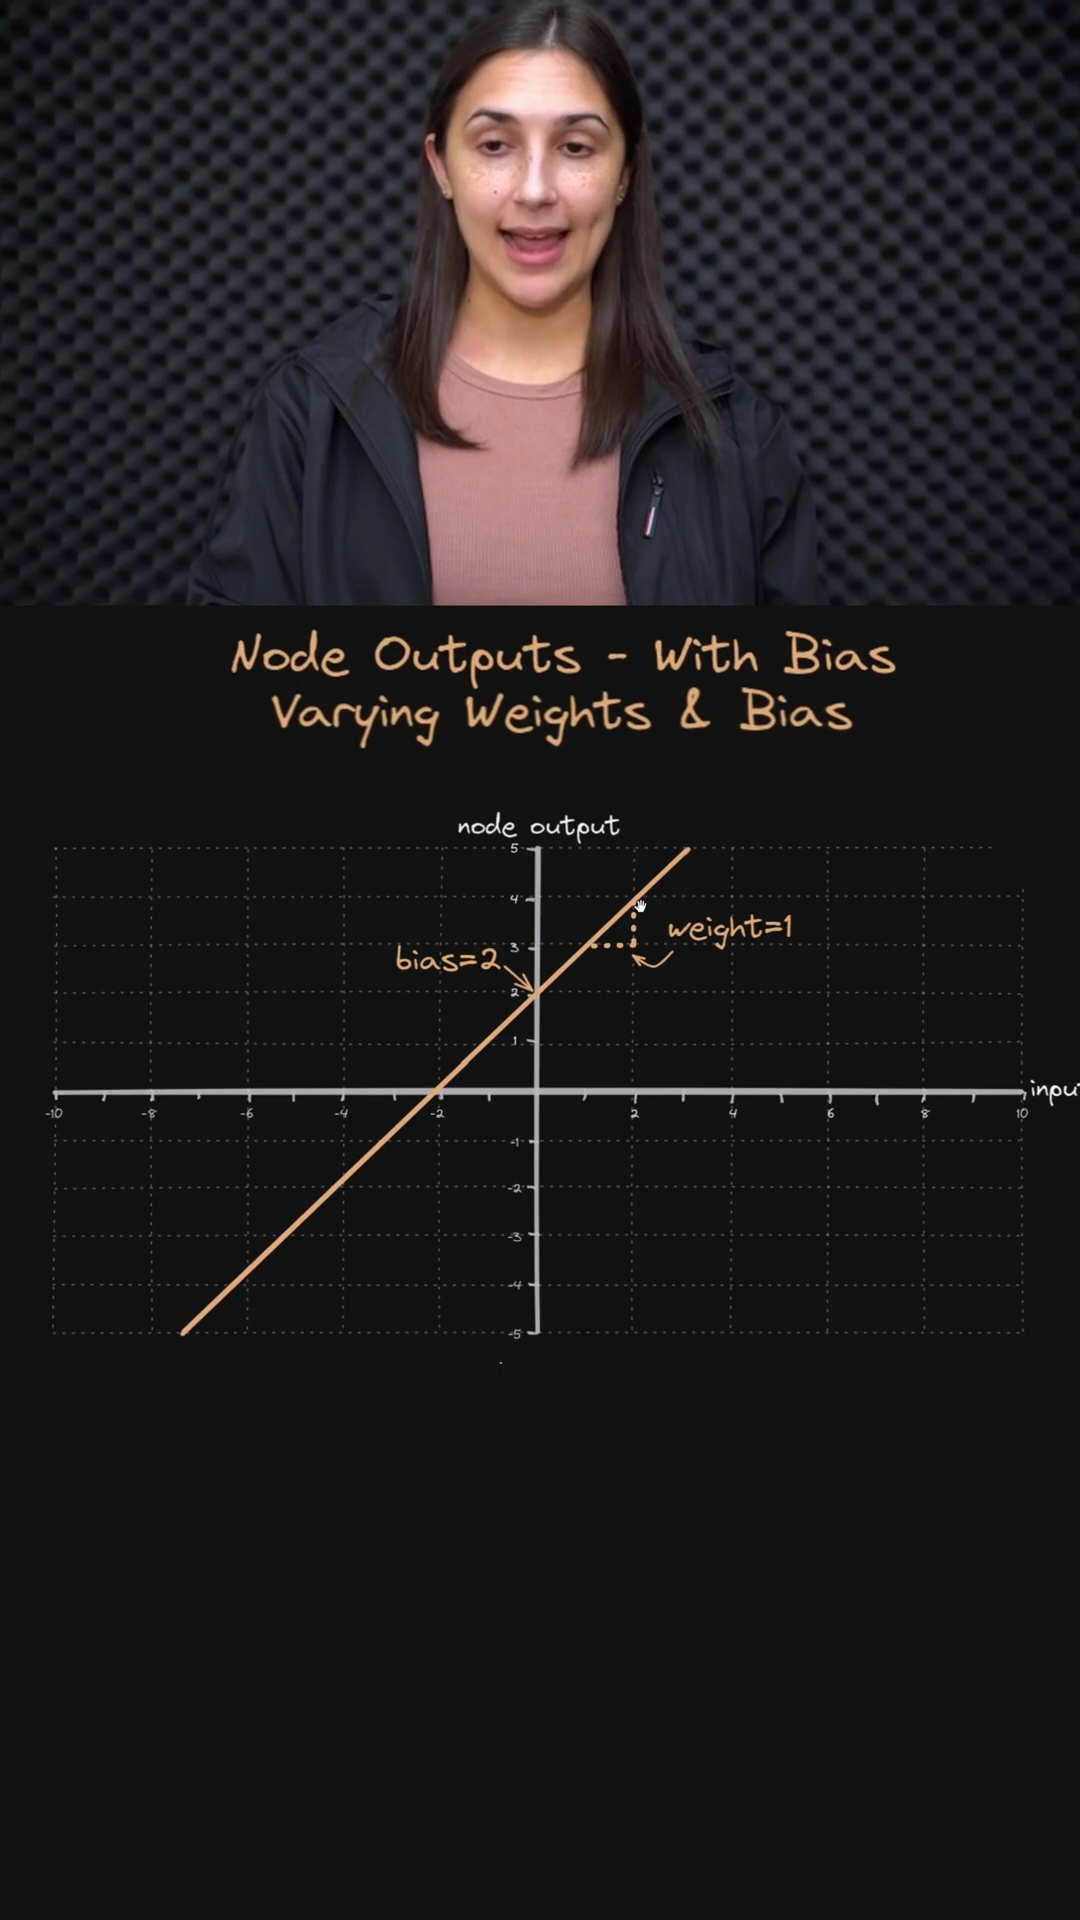 Node Outputs - With Bias
Varying Weights & Bias
node output
5
4
weight=1
3
bias=2
2
1
input
-10 -8 -6 -4 -2 2 4 6 8 10
-1
-2
-3
-4
-5